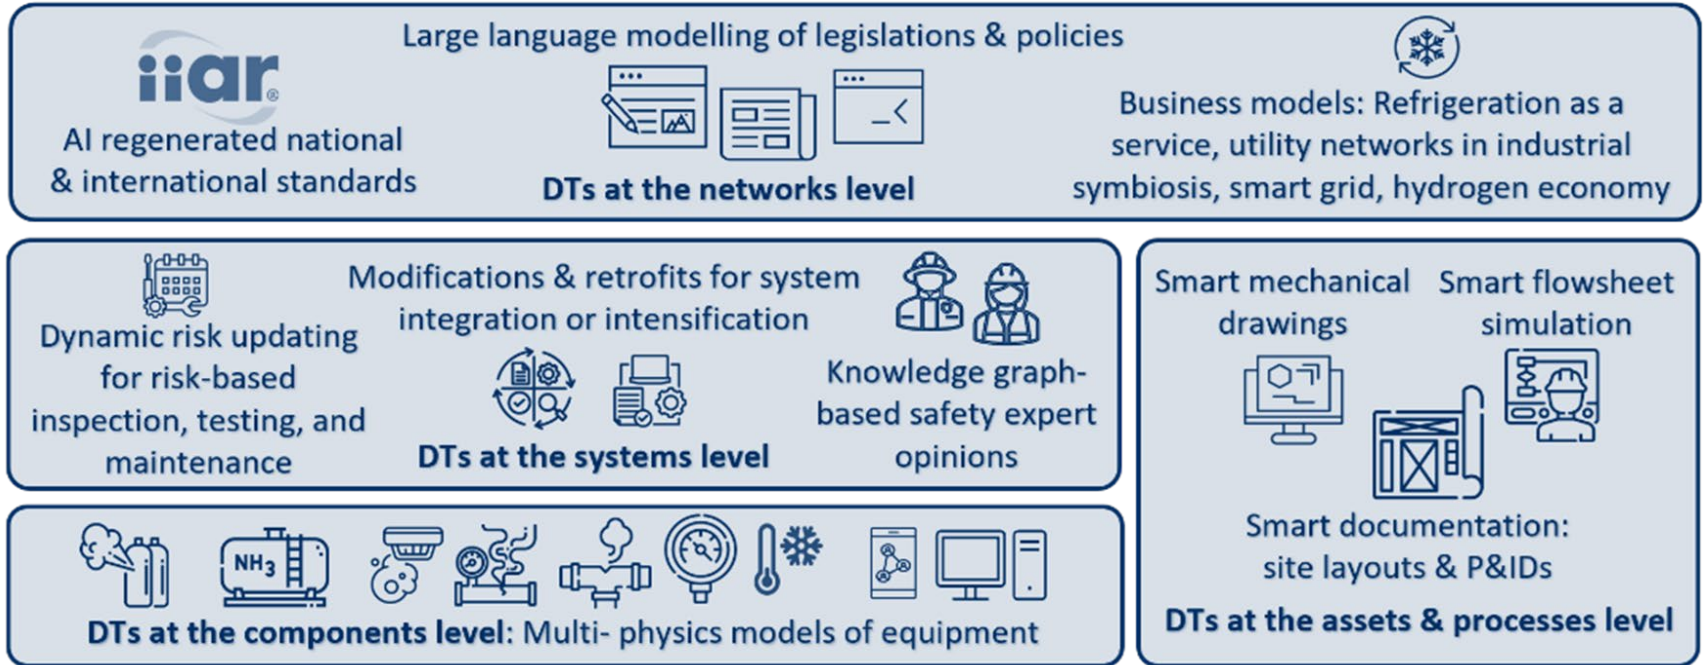 Large language modelling of legislations & policies
iiar®
AI regenerated national
& international standards
DTs at the networks level
Business models: Refrigeration as a
service, utility networks in industrial
symbiosis, smart grid, hydrogen economy
Dynamic risk updating
for risk-based
inspection, testing, and
maintenance
Modifications & retrofits for system
integration or intensification
DTs at the systems level
Knowledge graph-
based safety expert
opinions
Smart mechanical
drawings
Smart flowsheet
simulation
Smart documentation:
site layouts & P&IDs
DTs at the assets & processes level
NH3
DTs at the components level: Multi- physics models of equipment